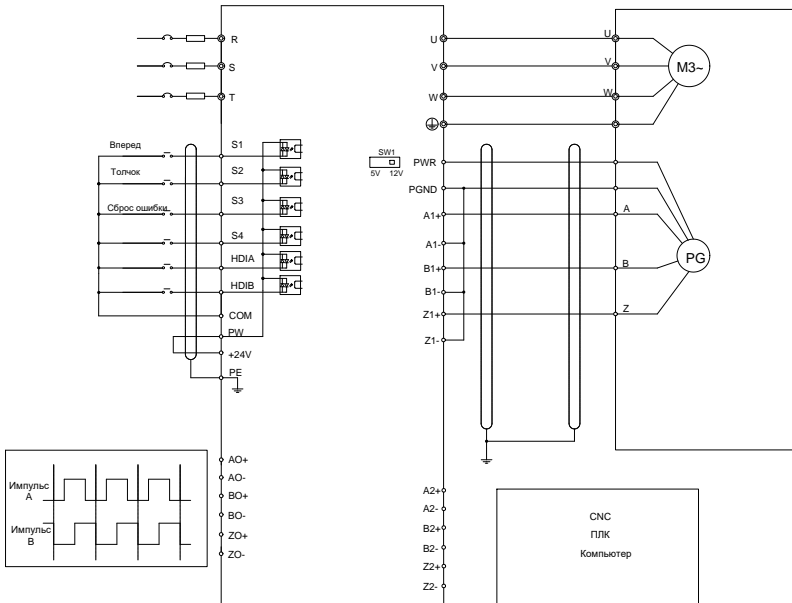 R
S
T
Вперед
S1
Толчок
S2
Сброс ошибки
S3
S4
HDIA
HDIB
COM
PW
+24V
PE
AO+
AO-
BO+
BO-
ZO+
ZO-
Импульс
A
Импульс
B
U
V
W
SW1
5V 12V
PWR
PGND
A1+
A1-
B1+
B1-
Z1+
Z1-
A2+
A2-
B2+
B2-
Z2+
Z2-
U
V
W
M3~
A
B
Z
PG
CNC
ПЛК
Компьютер